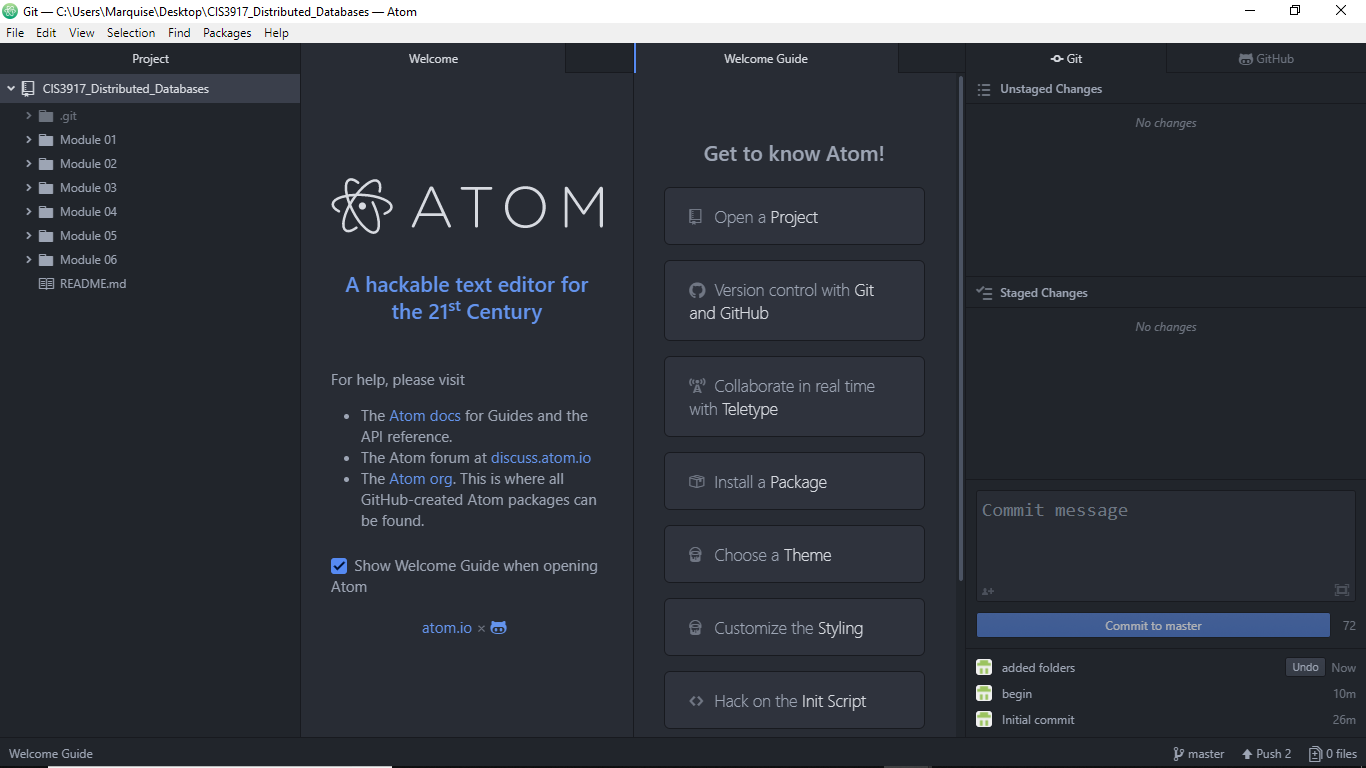 Git — C:\Users\Marquise\Desktop\CIS3917_Distributed_Databases — Atom
File Edit View Selection Find Packages Help
Project
CIS3917_Distributed_Databases
.git
Module 01
Module 02
Module 03
Module 04
Module 05
Module 06
README.md
Welcome
ATOM
A hackable text editor for
the 21st Century
For help, please visit
• The Atom docs for Guides and the
API reference.
• The Atom forum at discuss.atom.io
• The Atom org. This is where all
GitHub-created Atom packages can
be found.
Show Welcome Guide when opening
Atom
atom.io ×
Welcome Guide
Get to know Atom!
Open a Project
Version control with Git
and GitHub
Collaborate in real time
with Teletype
Install a Package
Choose a Theme
Customize the Styling
Hack on the Init Script
Git GitHub
Unstaged Changes
No changes
Staged Changes
No changes
Commit message
Commit to master 72
added folders Undo Now
begin 10m
Initial commit 26m
Welcome Guide master Push 2 0 files